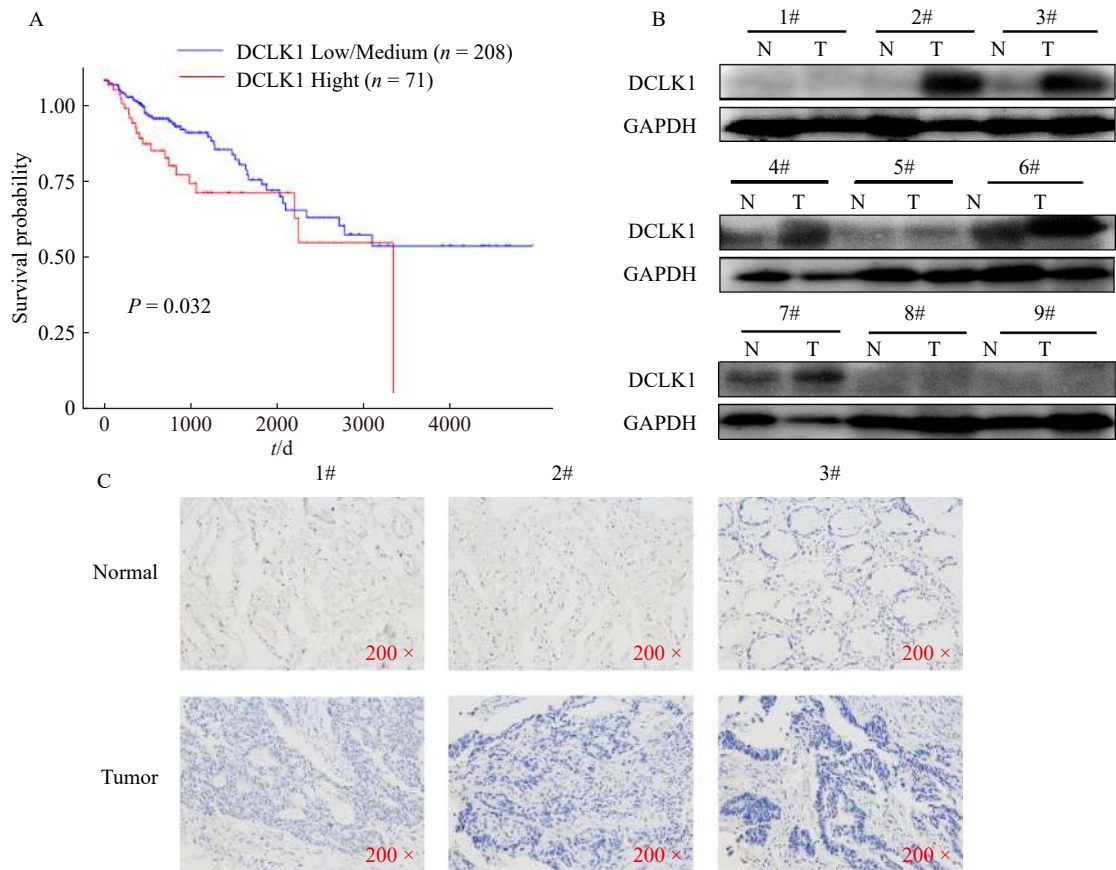 A
DCLK1 Low/Medium (n = 208)
DCLK1 Hight (n = 71)
1.00
0.75
0.50
0.25
0
Survival probability
P = 0.032
0 1000 2000 3000 4000
t/d
B
1# 2# 3#
N T N T N T
DCLK1
GAPDH
4# 5# 6#
N T N T N T
DCLK1
GAPDH
7# 8# 9#
N T N T N T
DCLK1
GAPDH
C
1# 2# 3#
Normal
200 × 200 × 200 ×
Tumor
200 × 200 × 200 ×